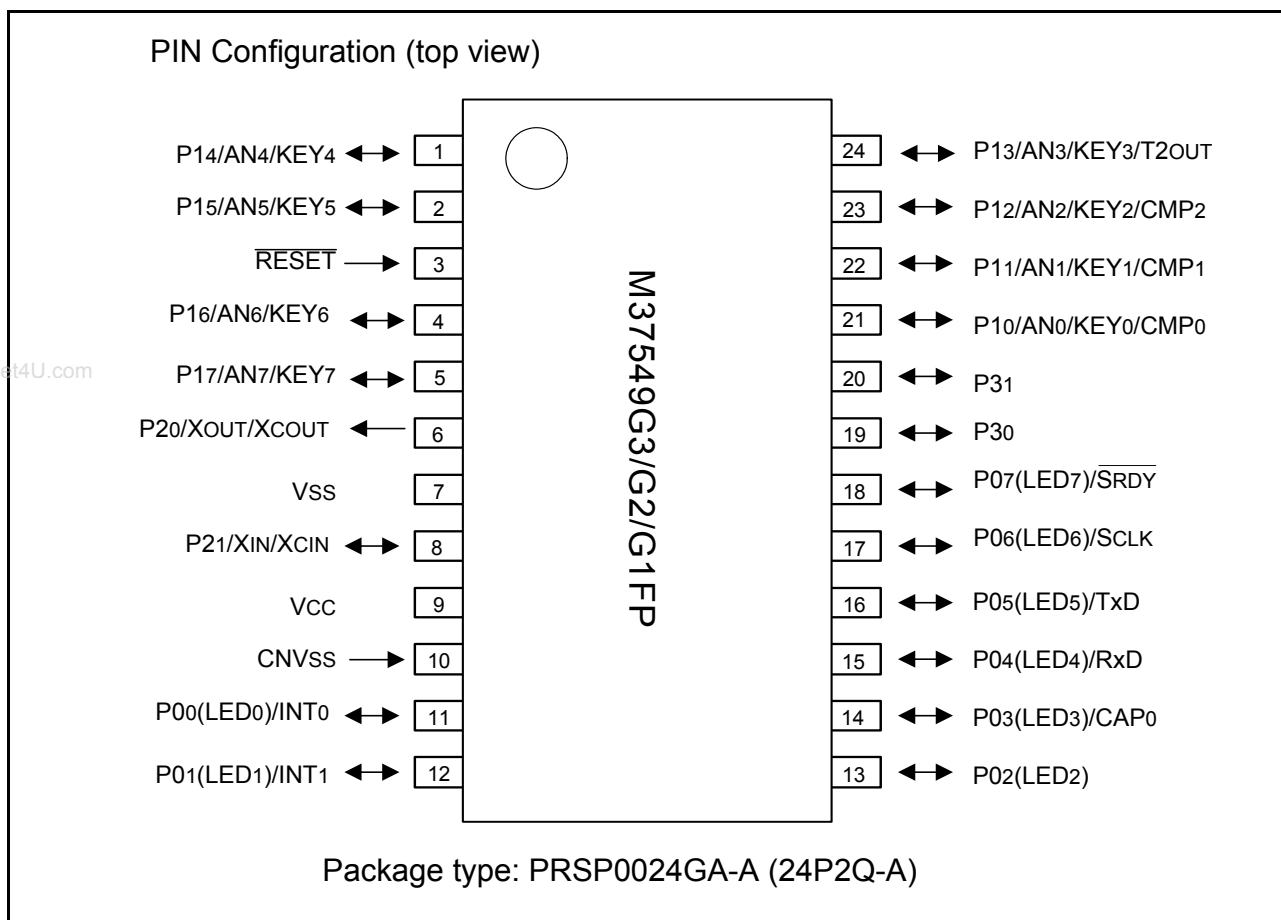 PIN Configuration (top view)
P14/AN4/KEY4 1
P15/AN5/KEY5 2
RESET 3
P16/AN6/KEY6 4
P17/AN7/KEY7 5
P20/XOUT/XCOUT 6
VSS 7
P21/XIN/XCIN 8
VCC 9
CNVSS 10
P00(LED0)/INT0 11
P01(LED1)/INT1 12
M37549G3/G2/G1FP
24 P13/AN3/KEY3/T2OUT
23 P12/AN2/KEY2/CMP2
22 P11/AN1/KEY1/CMP1
21 P10/AN0/KEY0/CMP0
20 P31
19 P30
18 P07(LED7)/SRDY
17 P06(LED6)/SCLK
16 P05(LED5)/TxD
15 P04(LED4)/RxD
14 P03(LED3)/CAP0
13 P02(LED2)
et4U.com
Package type: PRSP0024GA-A (24P2Q-A)